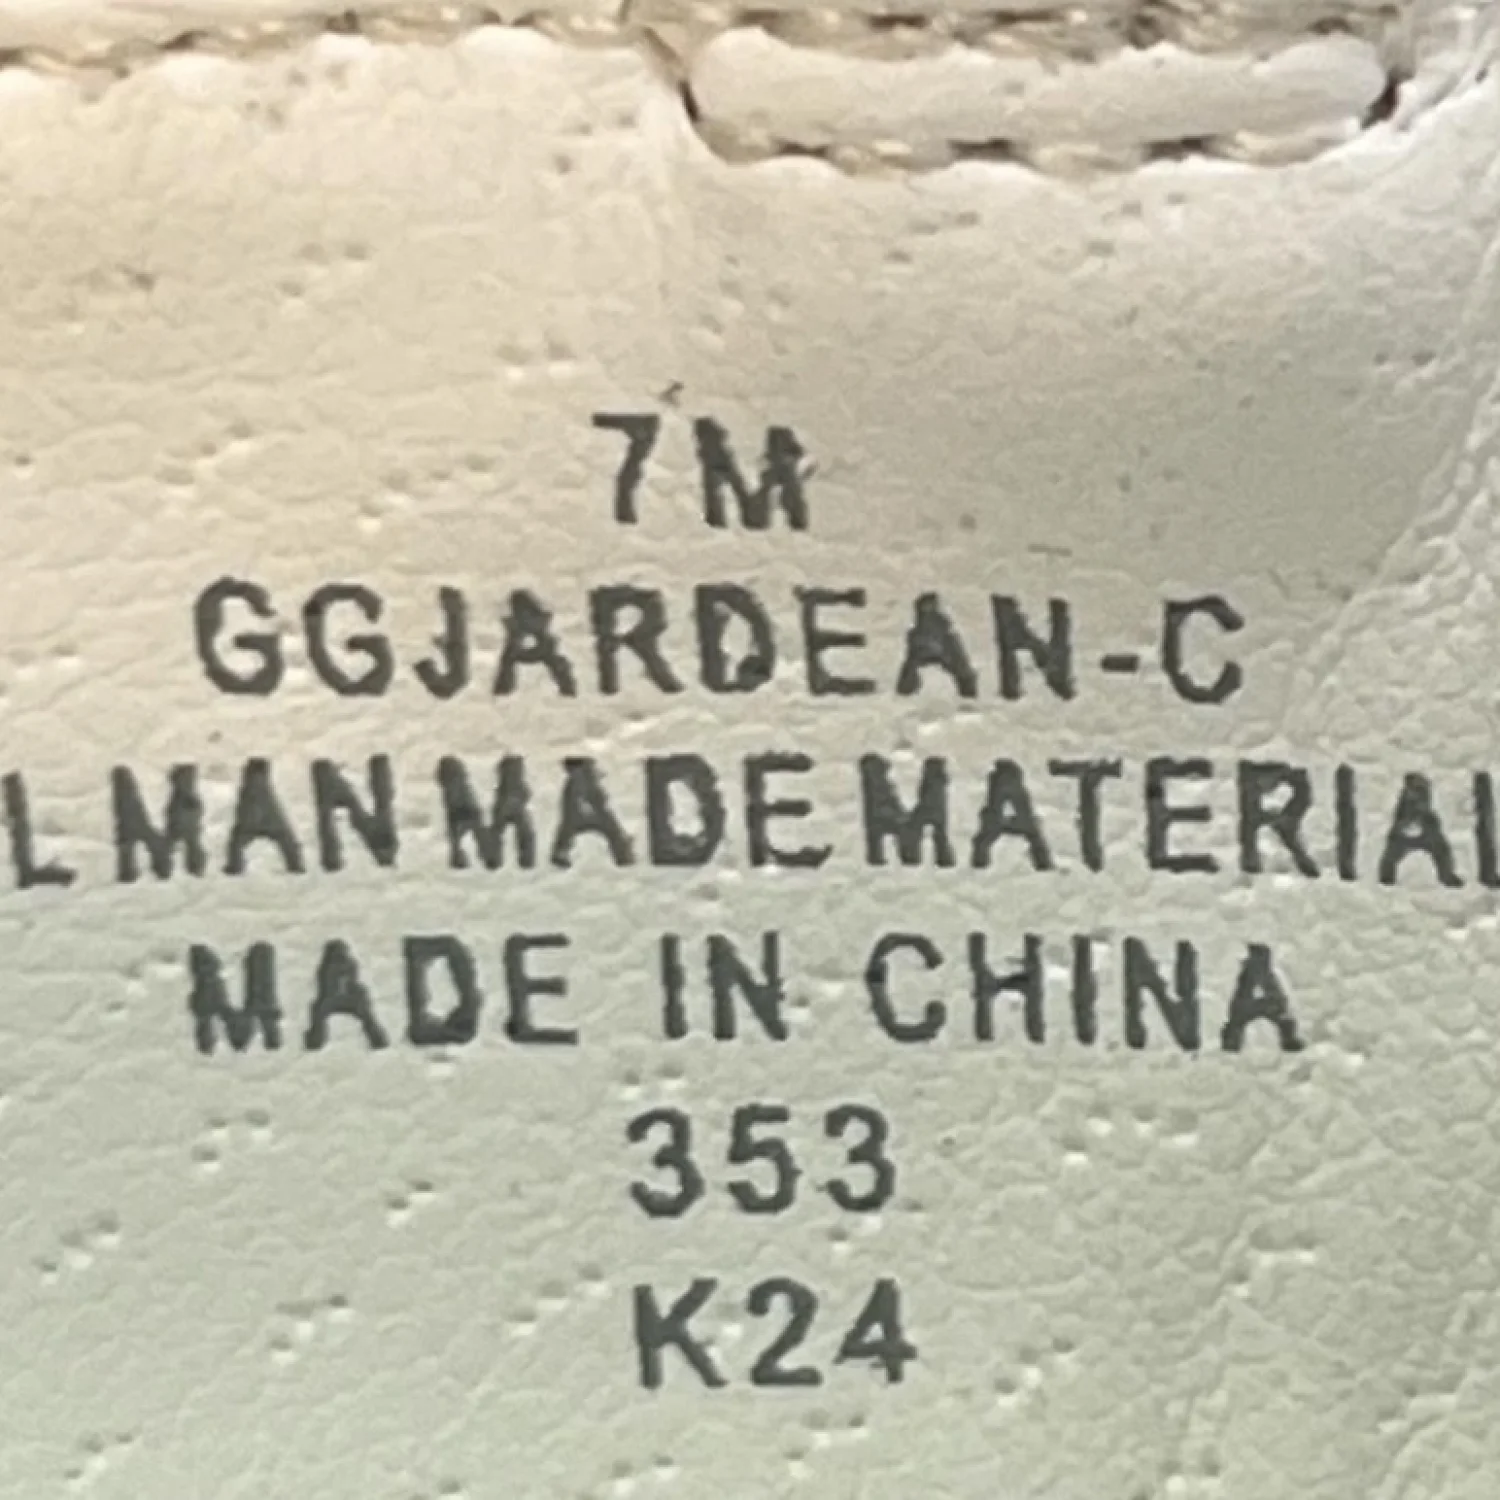 7M
GGJARDEAN-C
L MAN MADE MATERIAL
MADE IN CHINA
353
K24